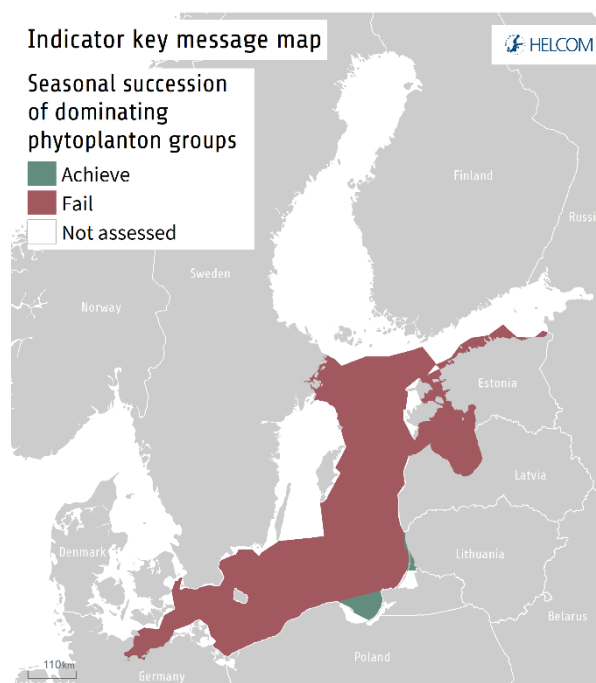 Indicator key message map
HELCOM
Seasonal succession
of dominating
phytoplanton groups
Achieve
Fail
Not assessed
Finland
Russi
Sweden
Norway
Estonia
Latvia
Denmark
Lithuania
Belarus
110km
Poland
Germany